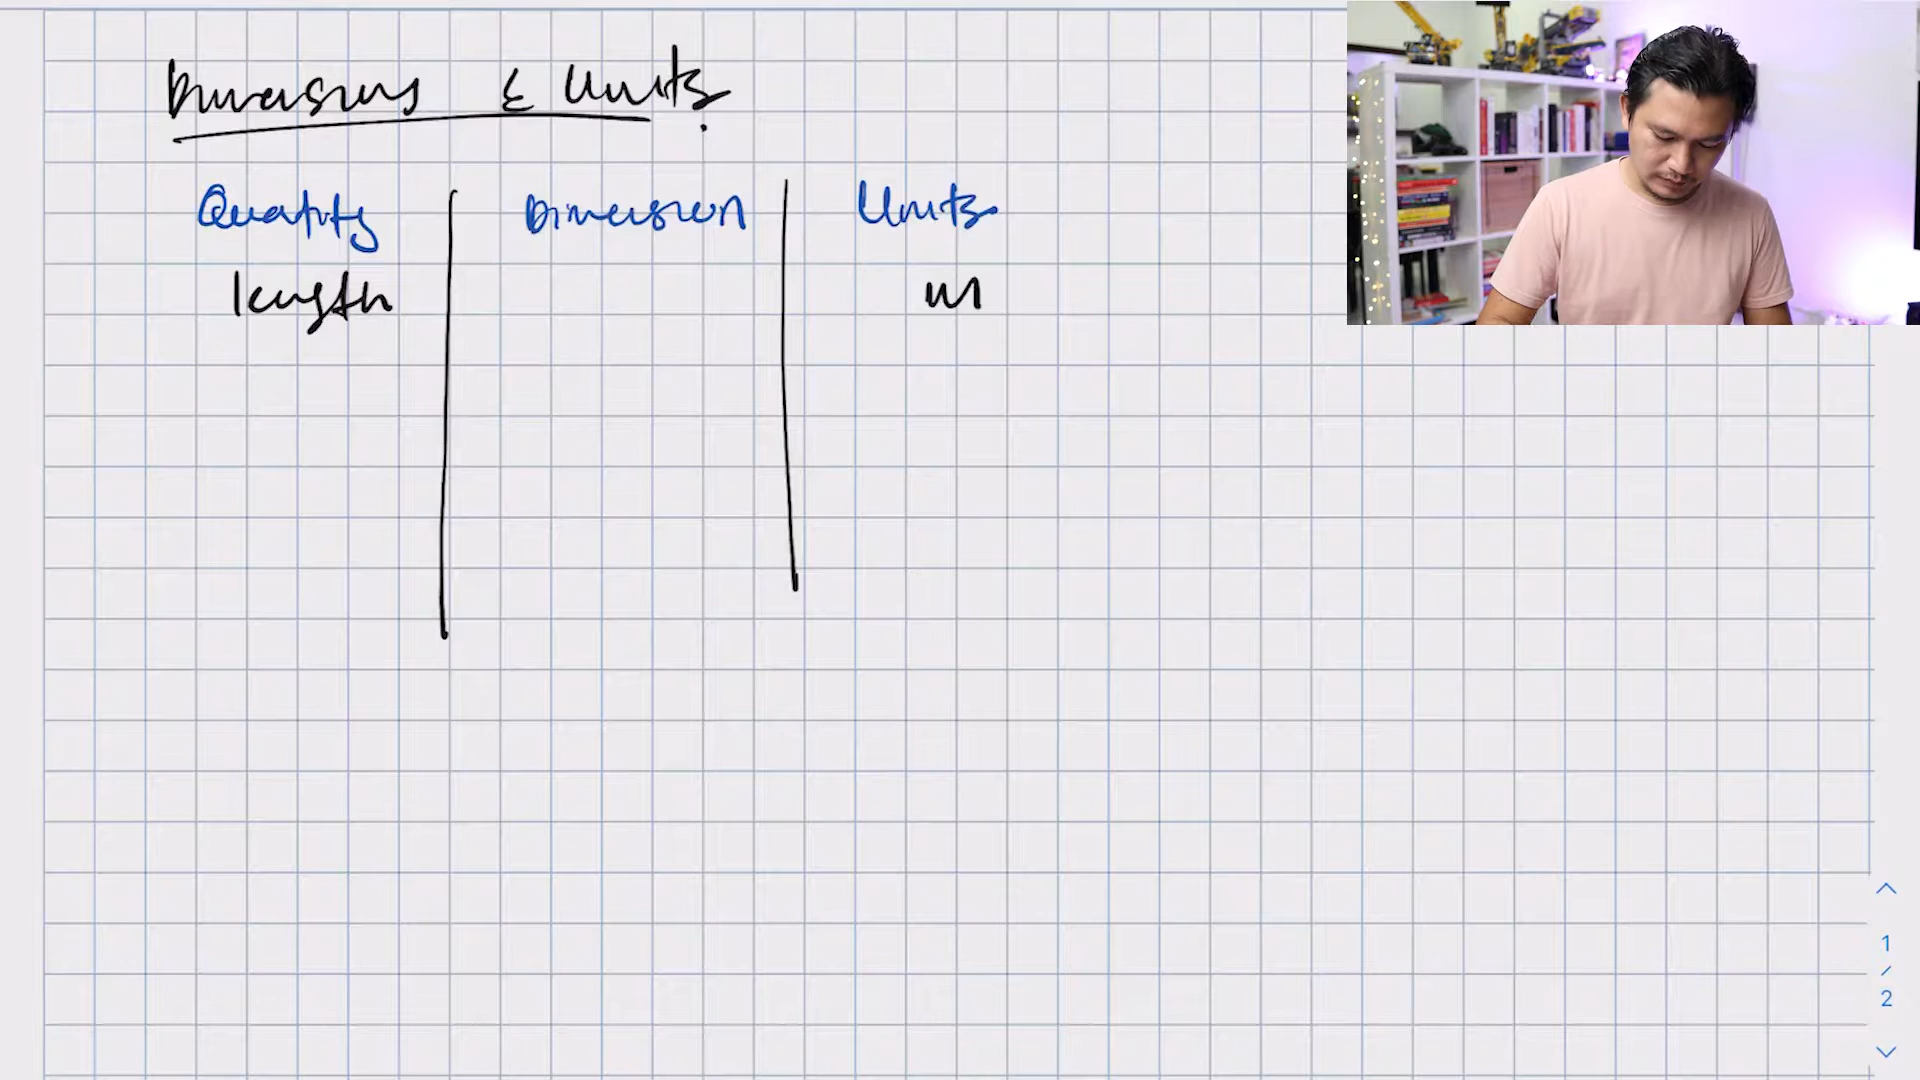 Dimensions & Units
Quantity Dimension Units
length m
1
/
2